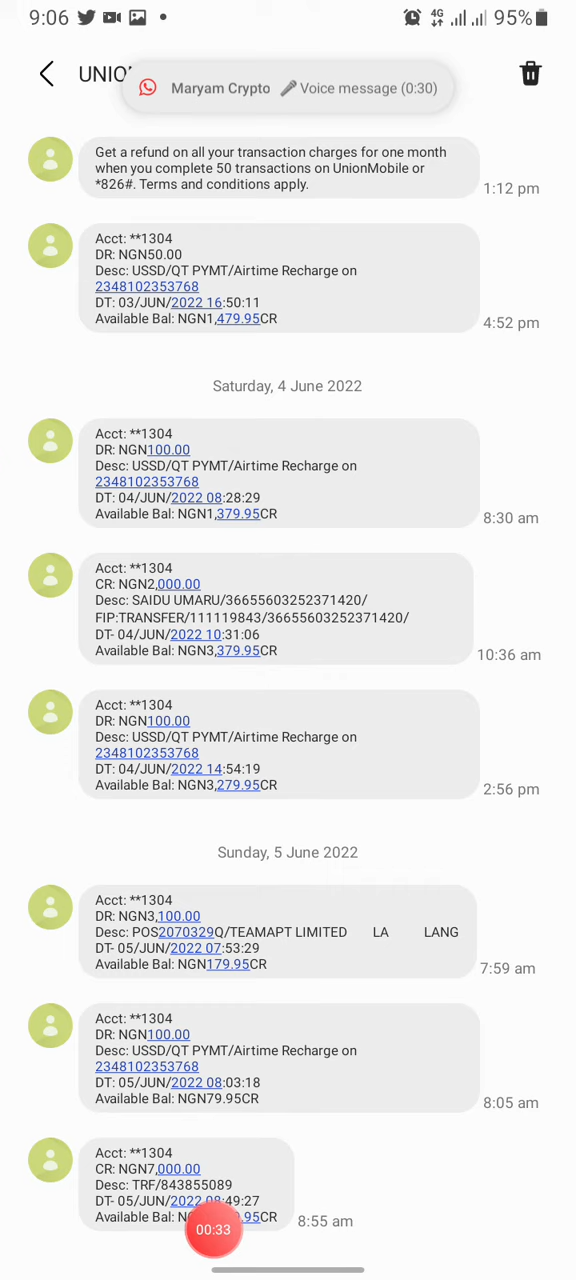 9:06
4G
95%
UNIO
Maryam Crypto Voice message (0:30)
Get a refund on all your transaction charges for one month
when you complete 50 transactions on UnionMobile or
*826#. Terms and conditions apply.
1:12 pm
Acct: **1304
DR: NGN50.00
Desc: USSD/QT PYMT/Airtime Recharge on
2348102353768
DT: 03/JUN/2022 16:50:11
Available Bal: NGN1,479.95CR
4:52 pm
Saturday, 4 June 2022
Acct: **1304
DR: NGN100.00
Desc: USSD/QT PYMT/Airtime Recharge on
2348102353768
DT: 04/JUN/2022 08:28:29
Available Bal: NGN1,379.95CR
8:30 am
Acct: **1304
CR: NGN2,000.00
Desc: SAIDU UMARU/36655603252371420/
FIP:TRANSFER/111119843/36655603252371420/
DT- 04/JUN/2022 10:31:06
Available Bal: NGN3,379.95CR
10:36 am
Acct: **1304
DR: NGN100.00
Desc: USSD/QT PYMT/Airtime Recharge on
2348102353768
DT: 04/JUN/2022 14:54:19
Available Bal: NGN3,279.95CR
2:56 pm
Sunday, 5 June 2022
Acct: **1304
DR: NGN3,100.00
Desc: POS2070329Q/TEAMAPT LIMITED LA LANG
DT- 05/JUN/2022 07:53:29
Available Bal: NGN179.95CR
7:59 am
Acct: **1304
DR: NGN100.00
Desc: USSD/QT PYMT/Airtime Recharge on
2348102353768
DT: 05/JUN/2022 08:03:18
Available Bal: NGN79.95CR
8:05 am
Acct: **1304
CR: NGN7,000.00
Desc: TRF/843855089
DT- 05/JUN/2022 08:49:27
Available Bal: .95CR
8:55 am
00:33